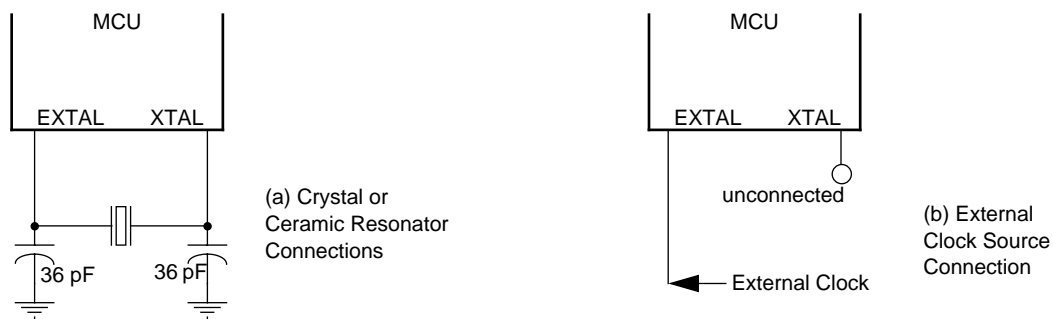 MCU
EXTAL XTAL
(a) Crystal or
Ceramic Resonator
Connections
36 pF
36 pF
MCU
EXTAL XTAL
unconnected
External Clock
(b) External
Clock Source
Connection